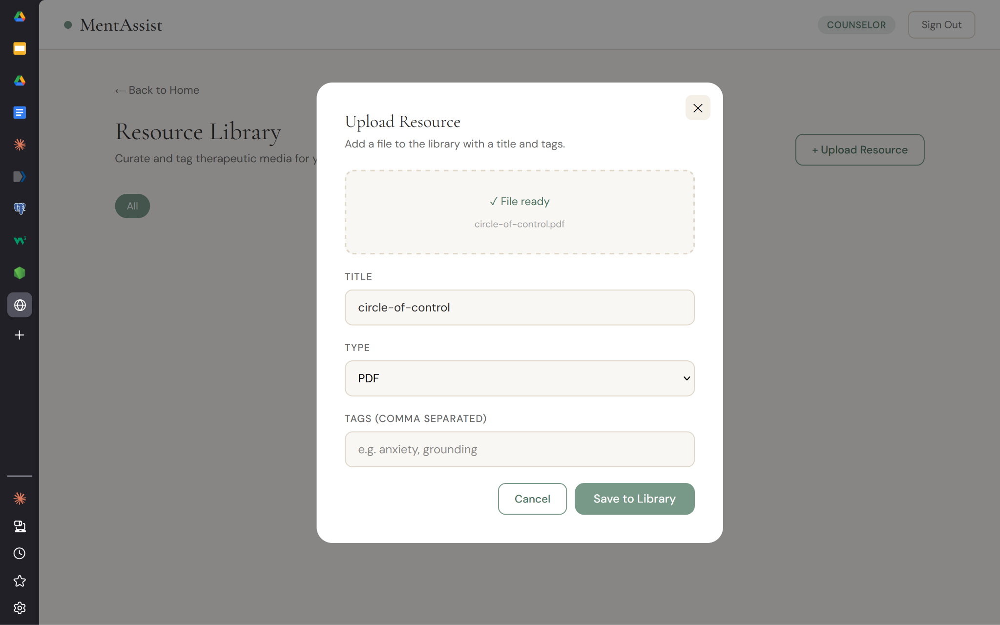 MentAssist
COUNSELOR
Sign Out
← Back to Home
Resource Library
Curate and tag therapeutic media for
All
+ Upload Resource
Upload Resource
Add a file to the library with a title and tags.
✓ File ready
circle-of-control.pdf
TITLE
circle-of-control
TYPE
PDF
TAGS (COMMA SEPARATED)
e.g. anxiety, grounding
Cancel
Save to Library